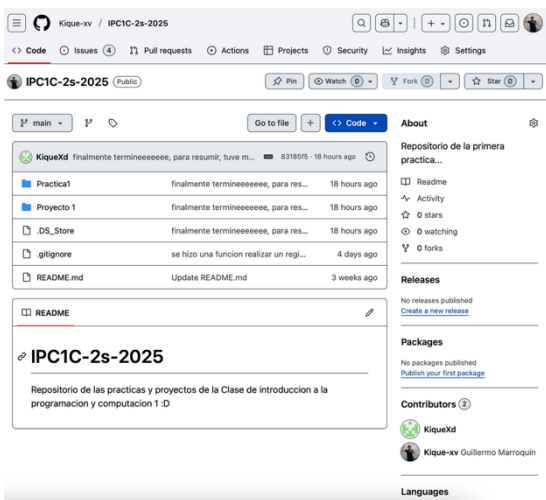 Kique-xv / IPC1C-2s-2025
Code Issues 4 Pull requests Actions Projects Security Insights Settings
IPC1C-2s-2025 Public Pin Watch 0 Fork 0 Star 0
main Go to file + Code
KiqueXd finalmente termineeeeeee, para resumir, tuve m... 83185f5 · 18 hours ago
Practica1 finalmente termineeeeeee, para res... 18 hours ago
Proyecto 1 finalmente termineeeeeee, para res... 18 hours ago
.DS_Store finalmente termineeeeeee, para res... 18 hours ago
.gitignore se hizo una funcion realizar un regi... 4 days ago
README.md Update README.md 3 weeks ago
README
IPC1C-2s-2025
Repositorio de las practicas y proyectos de la Clase de introduccion a la
programacion y computacion 1 :D
About
Repositorio de la primera
practica...
Readme
Activity
0 stars
0 watching
0 forks
Releases
No releases published
Create a new release
Packages
No packages published
Publish your first package
Contributors 2
KiqueXd
Kique-xv Guillermo Marroquin
Languages